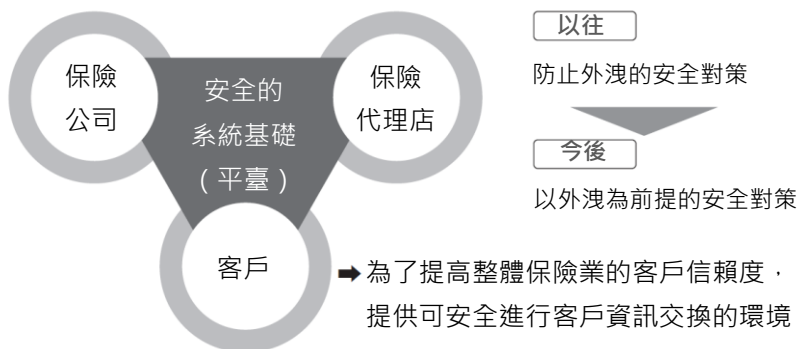 保險
公司
安全的
系統基礎
（平臺）
保險
代理店
客戶
以往
防止外洩的安全對策
今後
以外洩為前提的安全對策
➡為了提高整體保險業的客戶信賴度，
提供可安全進行客戶資訊交換的環境